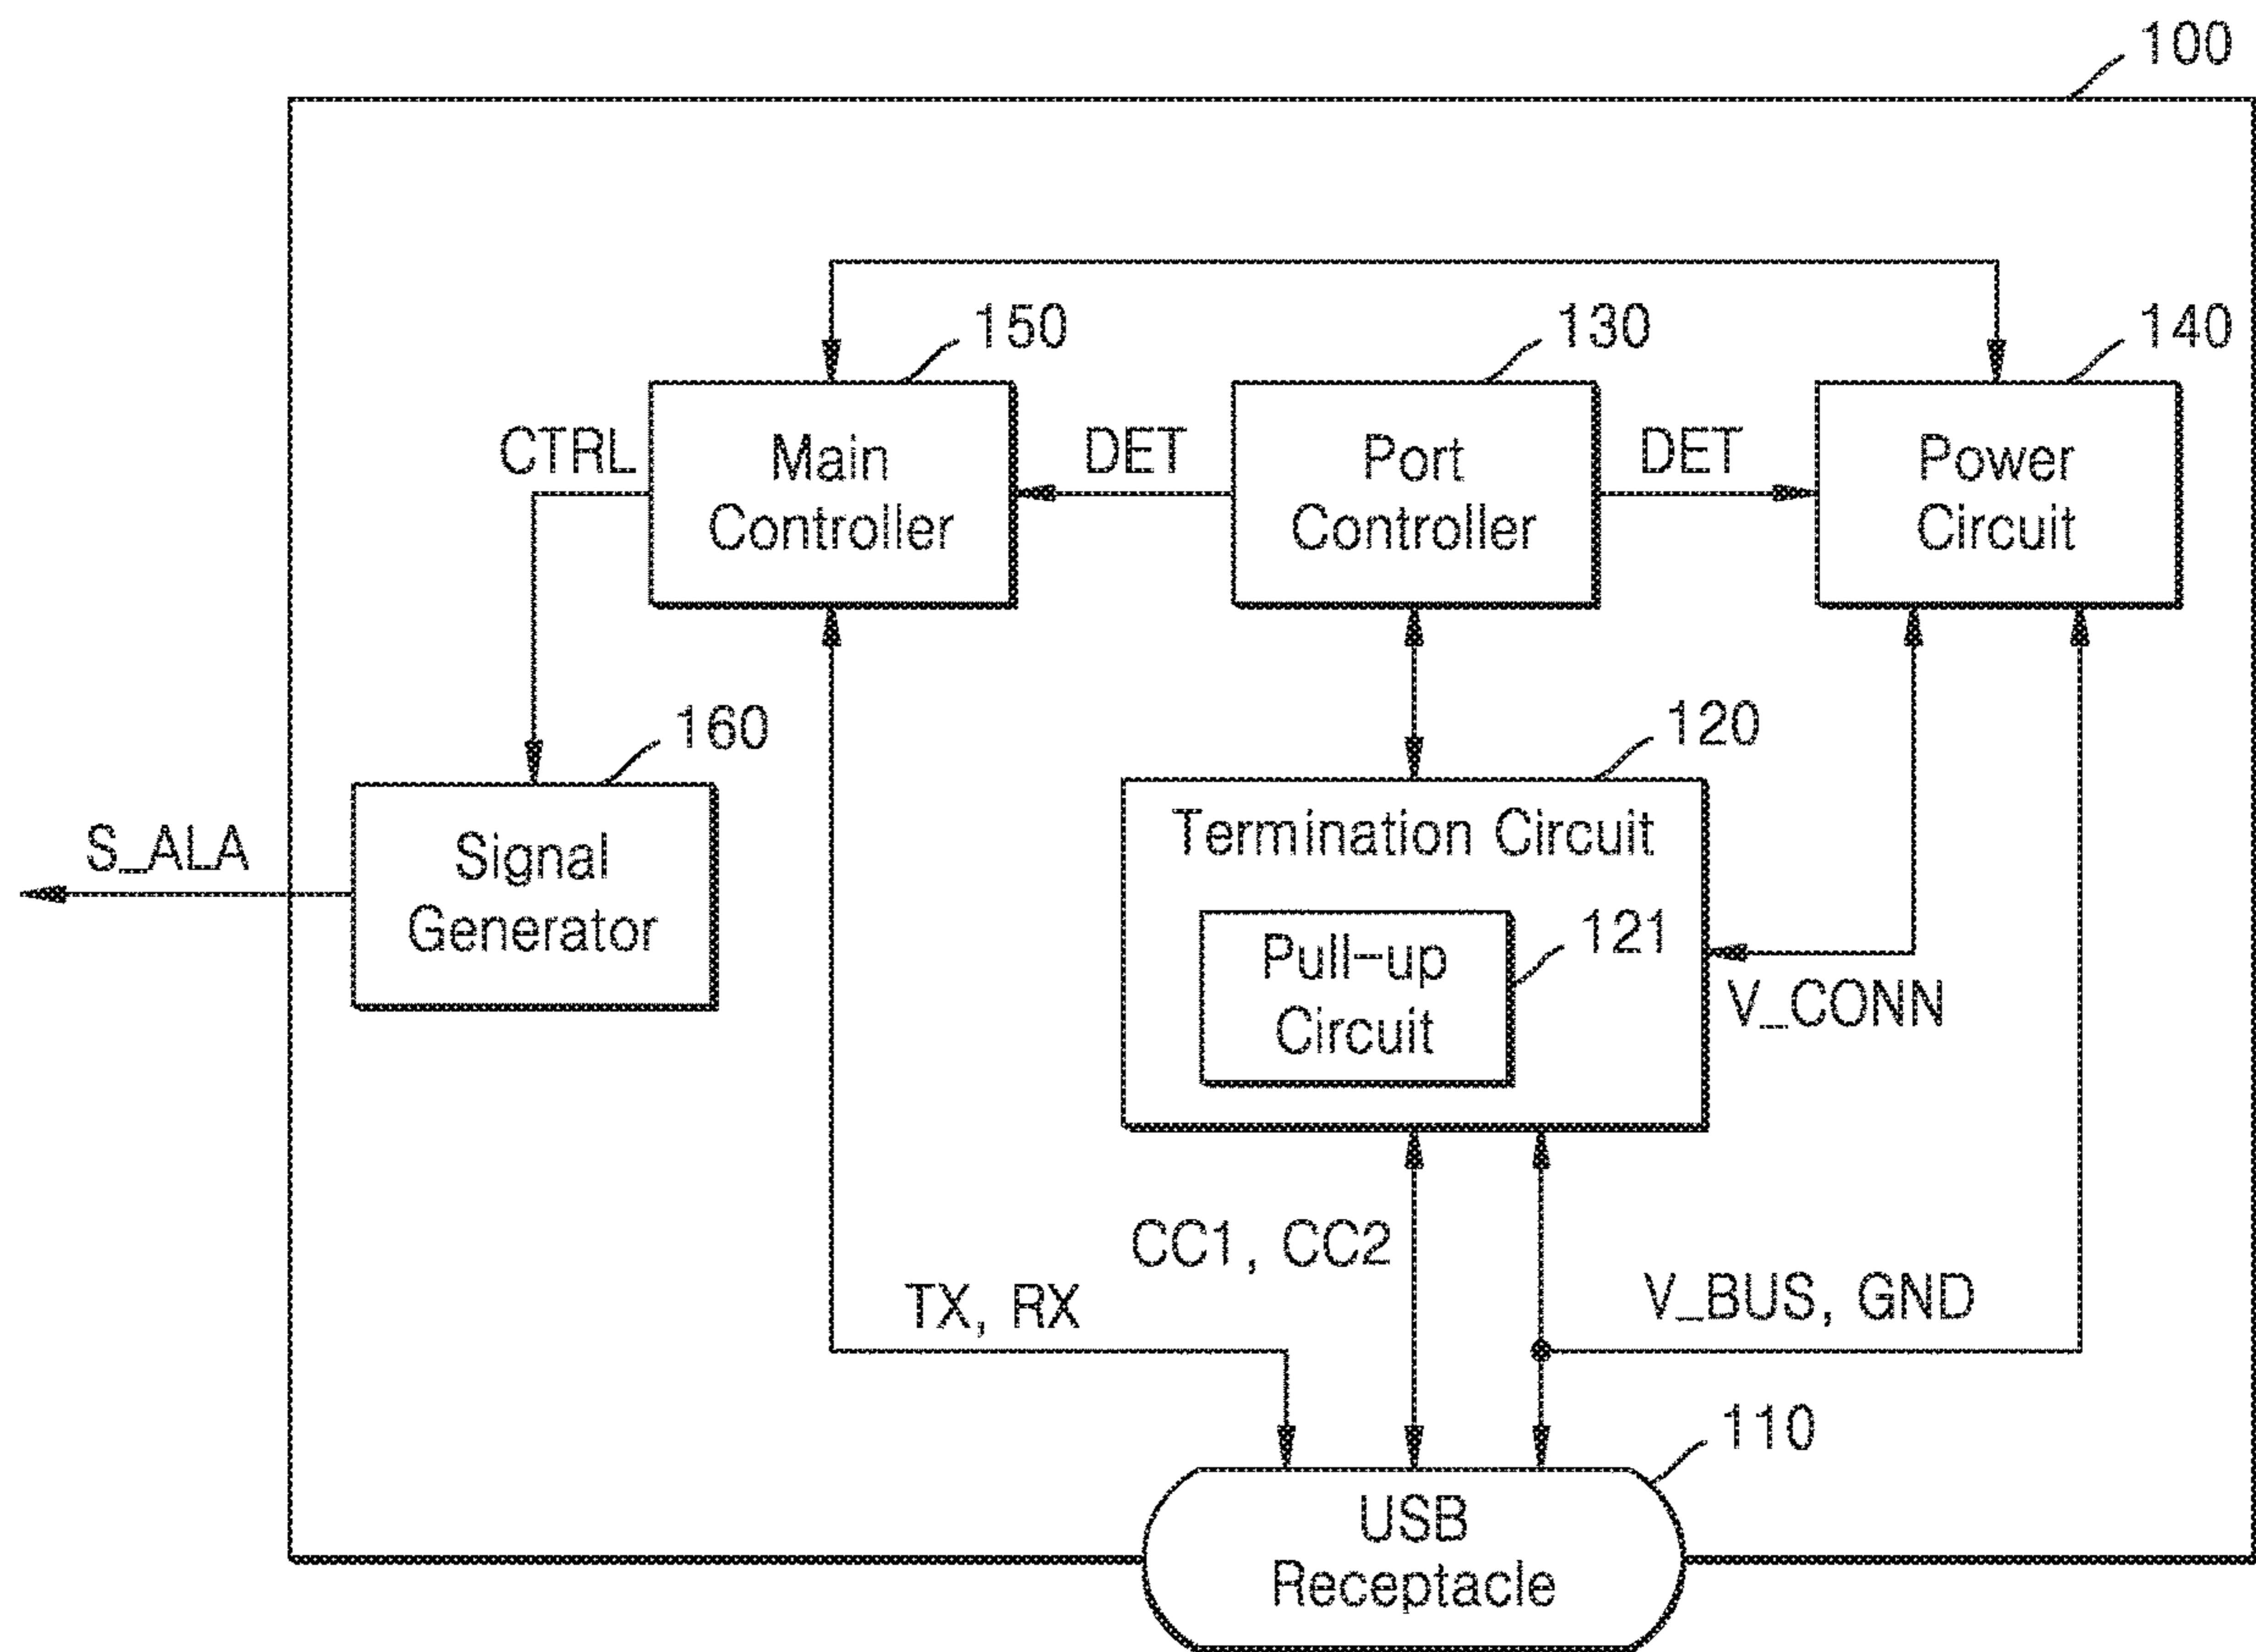 100
150
130
140
CTRL
Main
Controller
DET
Port
Controller
DET
Power
Circuit
160
120
S_ALA
Signal
Generator
Termination Circuit
121
Pull-up
Circuit
V_CONN
CC1, CC2
TX, RX
V_BUS, GND
110
USB
Receptacle